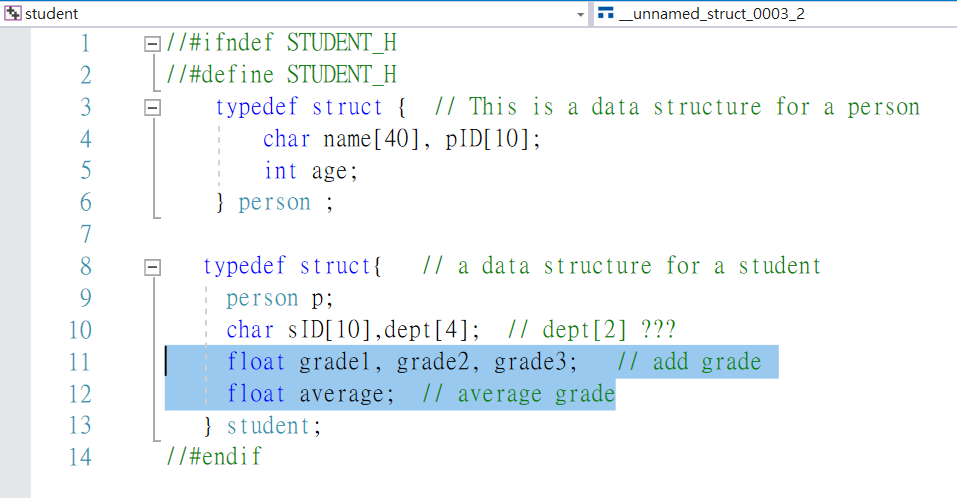 student __unnamed_struct_0003_2
1 //#ifndef STUDENT_H
2 //#define STUDENT_H
3 typedef struct { // This is a data structure for a person
4 char name[40], pID[10];
5 int age;
6 } person ;
7
8 typedef struct{ // a data structure for a student
9 person p;
10 char sID[10],dept[4]; // dept[2] ???
11 float grade1, grade2, grade3; // add grade
12 float average; // average grade
13 } student;
14 //#endif